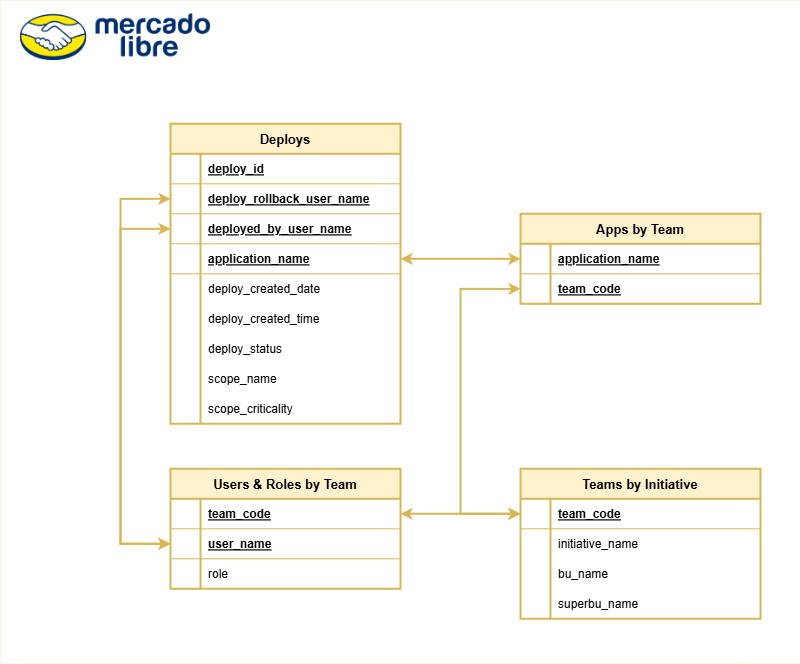 mercado
libre
Deploys
deploy_id
deploy_rollback_user_name
deployed_by_user_name
application_name
deploy_created_date
deploy_created_time
deploy_status
scope_name
scope_criticality
Apps by Team
application_name
team_code
Users & Roles by Team
team_code
user_name
role
Teams by Initiative
team_code
initiative_name
bu_name
superbu_name